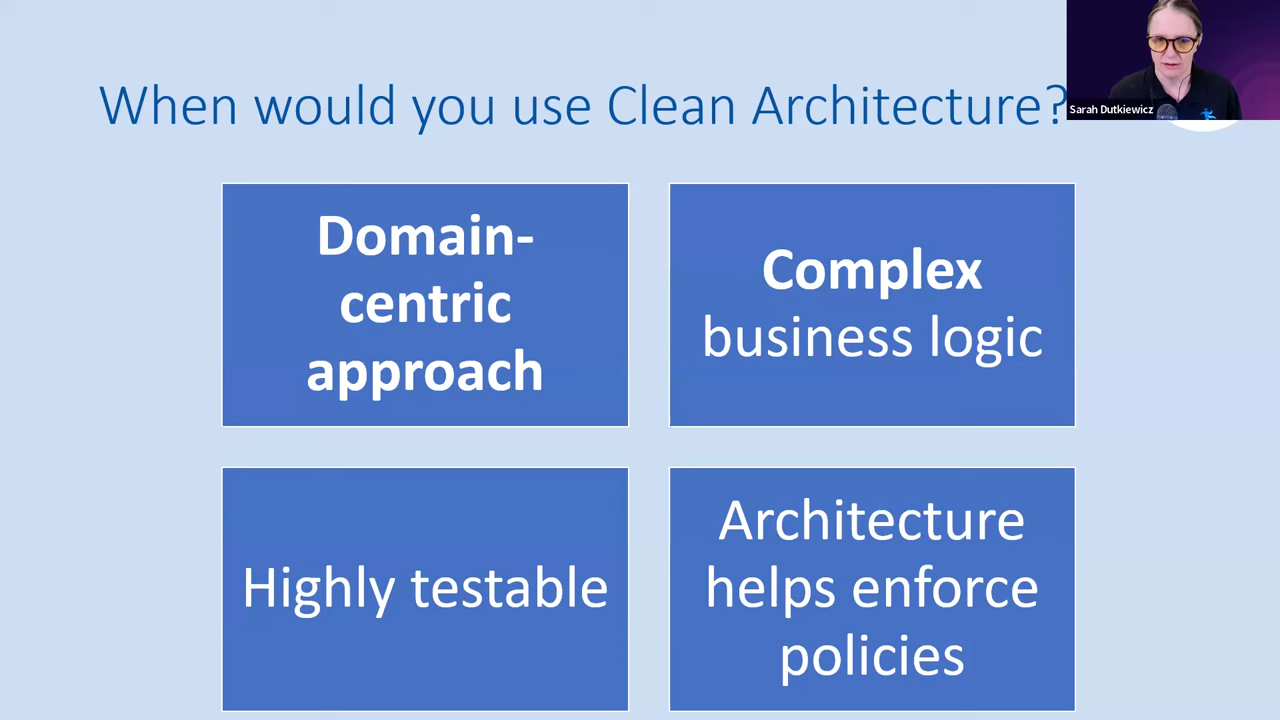 When would you use Clean Architecture?
Sarah Dutkiewicz
Domain-
centric
approach
Complex
business logic
Highly testable
Architecture
helps enforce
policies